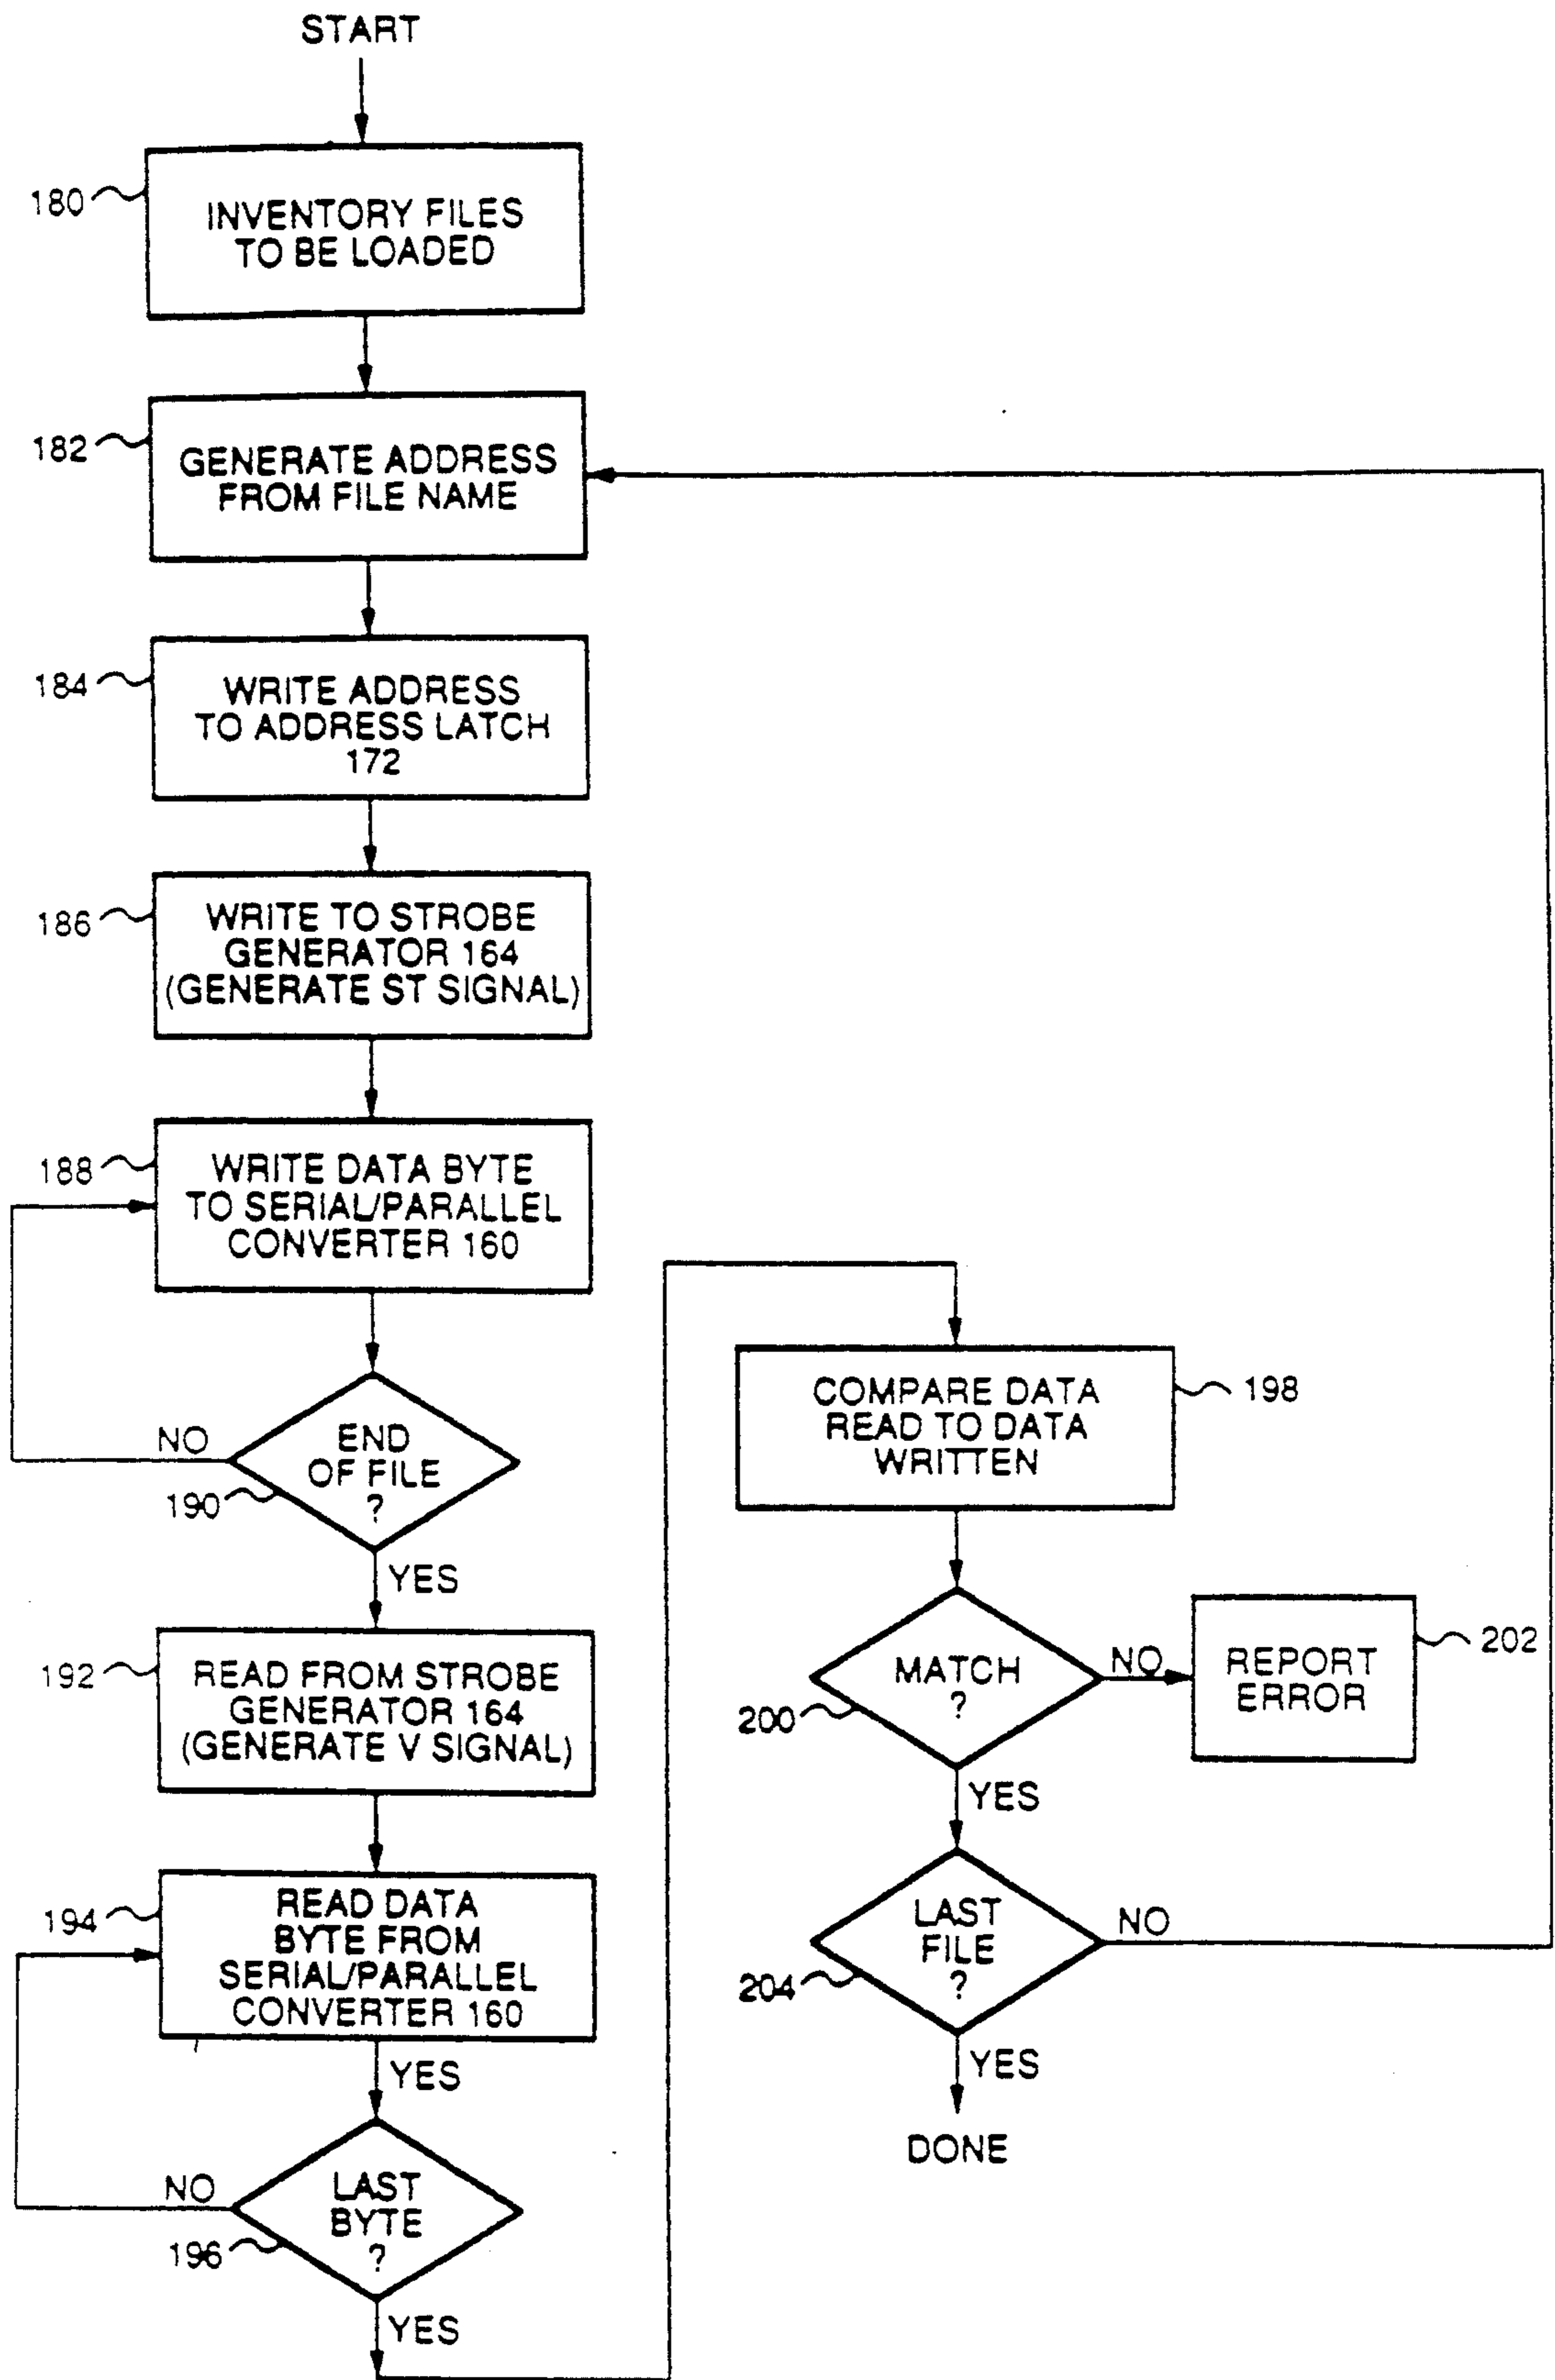 START
180
INVENTORY FILES
TO BE LOADED
182
GENERATE ADDRESS
FROM FILE NAME
184
WRITE ADDRESS
TO ADDRESS LATCH
172
186
WRITE TO STROBE
GENERATOR 164
(GENERATE ST SIGNAL)
188
WRITE DATA BYTE
TO SERIAL/PARALLEL
CONVERTER 160
NO
END
OF FILE
?
190
YES
192
READ FROM STROBE
GENERATOR 164
(GENERATE V SIGNAL)
194
READ DATA
BYTE FROM
SERIAL/PARALLEL
CONVERTER 160
YES
NO
LAST
BYTE
?
196
YES
COMPARE DATA
READ TO DATA
WRITTEN
198
MATCH
?
200
NO
REPORT
ERROR
202
YES
LAST
FILE
?
204
NO
YES
DONE